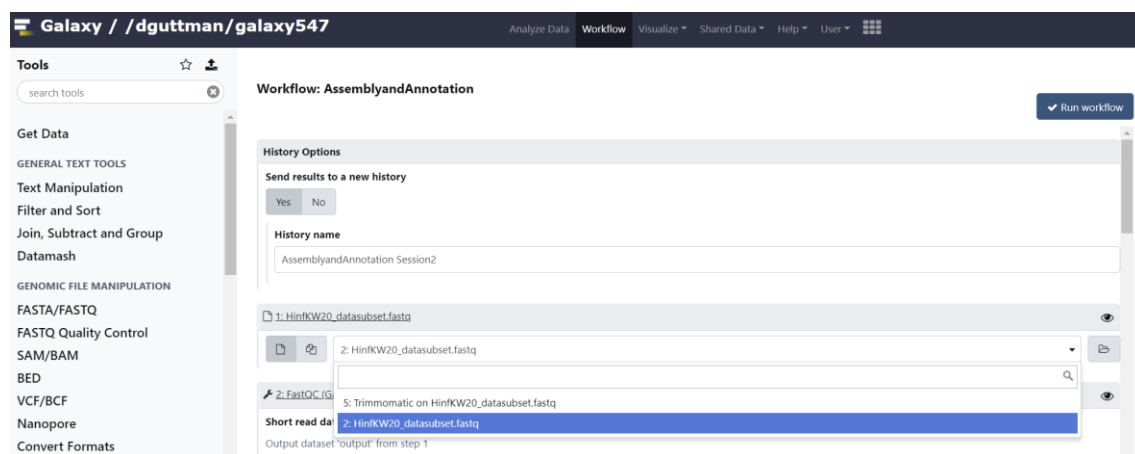 Galaxy / /dguttman/galaxy547
Analyze Data Workflow Visualize Shared Data Help User
Tools
search tools
Get Data
GENERAL TEXT TOOLS
Text Manipulation
Filter and Sort
Join, Subtract and Group
Datamash
GENOMIC FILE MANIPULATION
FASTA/FASTQ
FASTQ Quality Control
SAM/BAM
BED
VCF/BCF
Nanopore
Convert Formats
Workflow: AssemblyandAnnotation
Run workflow
History Options
Send results to a new history
Yes No
History name
AssemblyandAnnotation Session2
1: HinfKW20_datasubset.fastq
2: HinfKW20_datasubset.fastq
2: FastQC (Ga
5: Trimmomatic on HinfKW20_datasubset.fastq
Short read dat
2: HinfKW20_datasubset.fastq
Output dataset 'output' from step 1